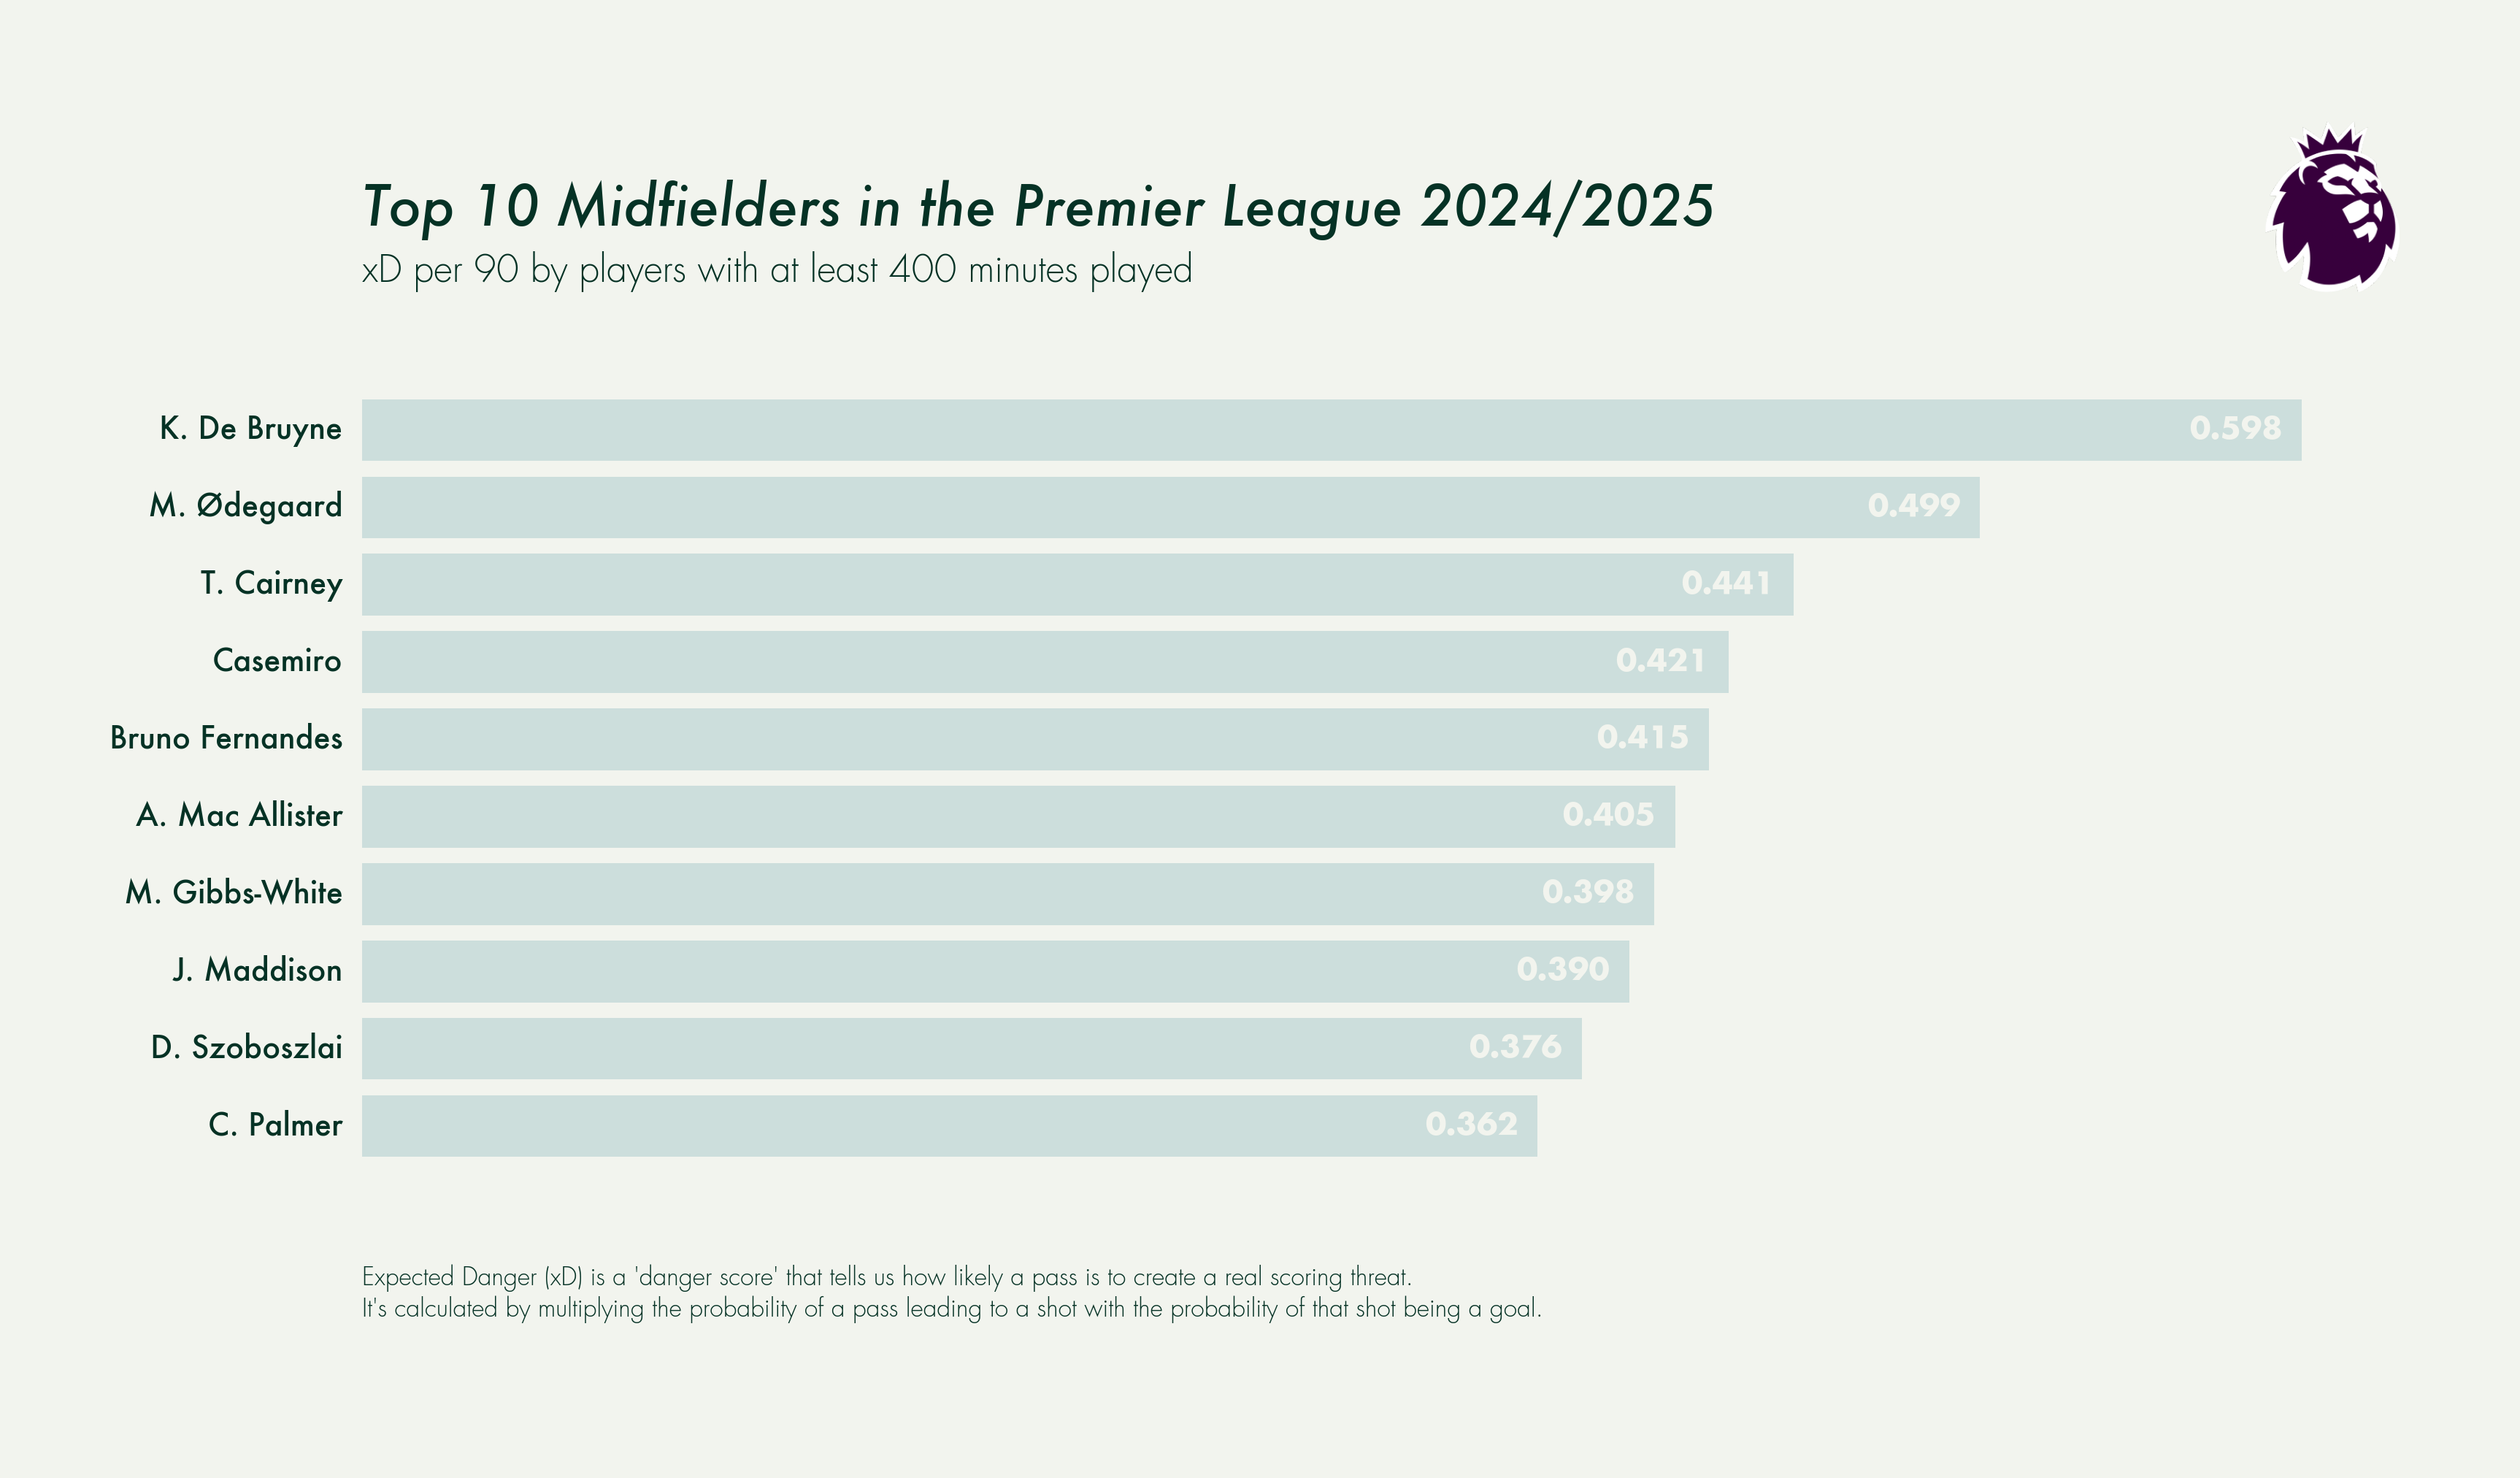 Top 10 Midfielders in the Premier League 2024/2025
xD per 90 by players with at least 400 minutes played
K. De Bruyne 0.598
M. Ødegaard 0.499
T. Cairney 0.441
Casemiro 0.421
Bruno Fernandes 0.415
A. Mac Allister 0.405
M. Gibbs-White 0.398
J. Maddison 0.390
D. Szoboszlai 0.376
C. Palmer 0.362
Expected Danger (xD) is a 'danger score' that tells us how likely a pass is to create a real scoring threat.
It's calculated by multiplying the probability of a pass leading to a shot with the probability of that shot being a goal.